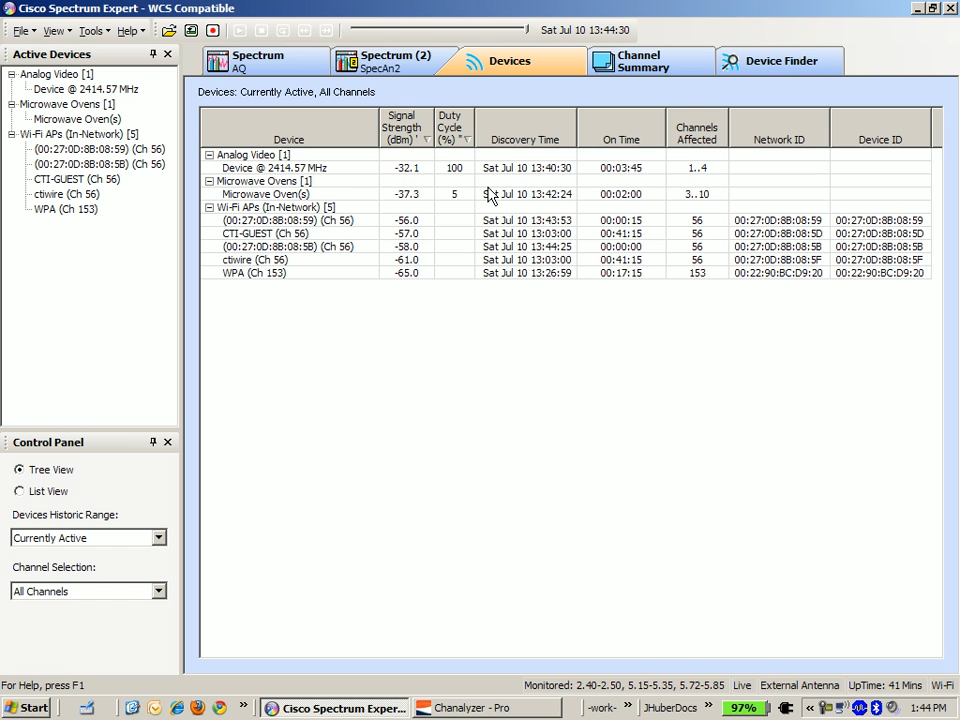 Cisco Spectrum Expert - WCS Compatible
File View Tools Help Sat Jul 10 13:44:30
Active Devices
Analog Video [1]
Device @ 2414.57 MHz
Microwave Ovens [1]
Microwave Oven(s)
Wi-Fi APs (In-Network) [5]
(00:27:0D:8B:08:59) (Ch 56)
(00:27:0D:8B:08:5B) (Ch 56)
CTI-GUEST (Ch 56)
ctiwire (Ch 56)
WPA (Ch 153)
Control Panel
Tree View
List View
Devices Historic Range:
Currently Active
Channel Selection:
All Channels
Spectrum AQ
Spectrum (2) SpecAn2
Devices
Channel Summary
Device Finder
Devices: Currently Active, All Channels
Device Signal Strength (dBm) ' Duty Cycle (%) " Discovery Time On Time Channels Affected Network ID Device ID
Analog Video [1]
Device @ 2414.57 MHz -32.1 100 Sat Jul 10 13:40:30 00:03:45 1..4
Microwave Ovens [1]
Microwave Oven(s) -37.3 5 Sat Jul 10 13:42:24 00:02:00 3..10
Wi-Fi APs (In-Network) [5]
(00:27:0D:8B:08:59) (Ch 56) -56.0 Sat Jul 10 13:43:53 00:00:15 56 00:27:0D:8B:08:59 00:27:0D:8B:08:59
CTI-GUEST (Ch 56) -57.0 Sat Jul 10 13:03:00 00:41:15 56 00:27:0D:8B:08:5D 00:27:0D:8B:08:5D
(00:27:0D:8B:08:5B) (Ch 56) -58.0 Sat Jul 10 13:44:25 00:00:00 56 00:27:0D:8B:08:5B 00:27:0D:8B:08:5B
ctiwire (Ch 56) -61.0 Sat Jul 10 13:03:00 00:41:15 56 00:27:0D:8B:08:5F 00:27:0D:8B:08:5F
WPA (Ch 153) -65.0 Sat Jul 10 13:26:59 00:17:15 153 00:22:90:BC:D9:20 00:22:90:BC:D9:20
For Help, press F1 Monitored: 2.40-2.50, 5.15-5.35, 5.72-5.85 Live External Antenna UpTime: 41 Mins Wi-Fi
Start Cisco Spectrum Exper... Chanalyzer - Pro -work- JHuberDocs 97% 1:44 PM